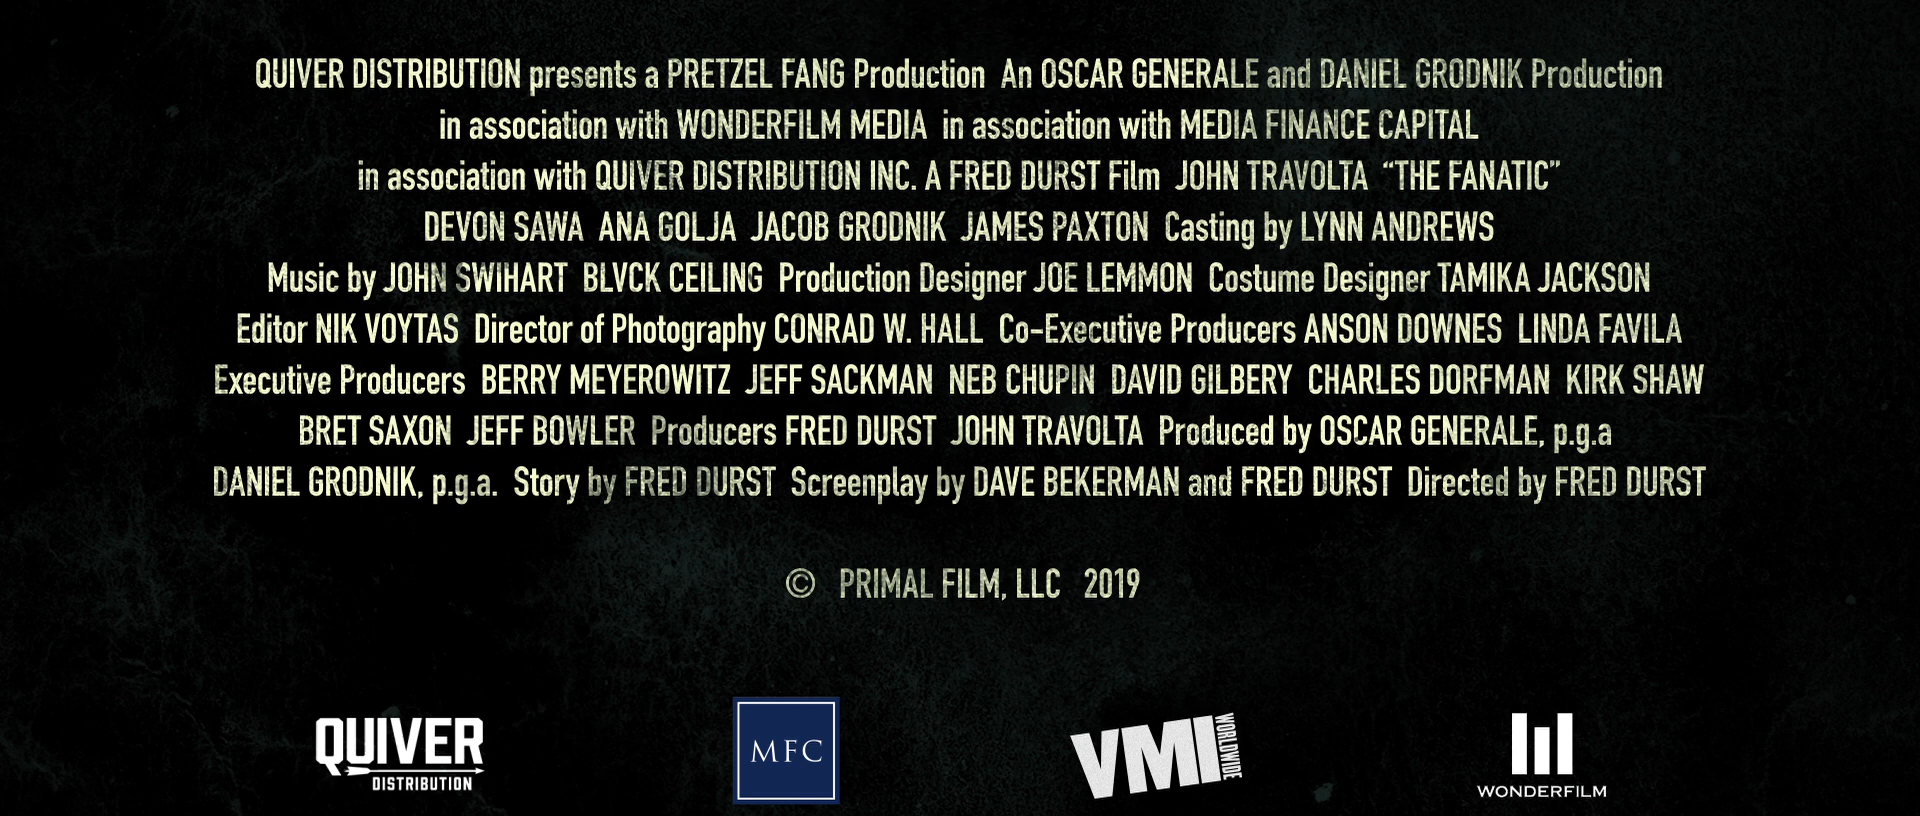 QUIVER DISTRIBUTION presents a PRETZEL FANG Production An OSCAR GENERALE and DANIEL GRODNIK Production
in association with WONDERFILM MEDIA in association with MEDIA FINANCE CAPITAL
in association with QUIVER DISTRIBUTION INC. A FRED DURST Film JOHN TRAVOLTA “THE FANATIC”
DEVON SAWA ANA GOLJA JACOB GRODNIK JAMES PAXTON Casting by LYNN ANDREWS
Music by JOHN SWIHART BLVCK CEILING Production Designer JOE LEMMON Costume Designer TAMIKA JACKSON
Editor NIK VOYTAS Director of Photography CONRAD W. HALL Co-Executive Producers ANSON DOWNES LINDA FAVILA
Executive Producers BERRY MEYEROWITZ JEFF SACKMAN NEB CHUPIN DAVID GILBERY CHARLES DORFMAN KIRK SHAW
BRET SAXON JEFF BOWLER Producers FRED DURST JOHN TRAVOLTA Produced by OSCAR GENERALE, p.g.a
DANIEL GRODNIK, p.g.a. Story by FRED DURST Screenplay by DAVE BEKERMAN and FRED DURST Directed by FRED DURST
© PRIMAL FILM, LLC 2019
QUIVER
DISTRIBUTION
MFC
VMI WORLDWIDE
WONDERFILM